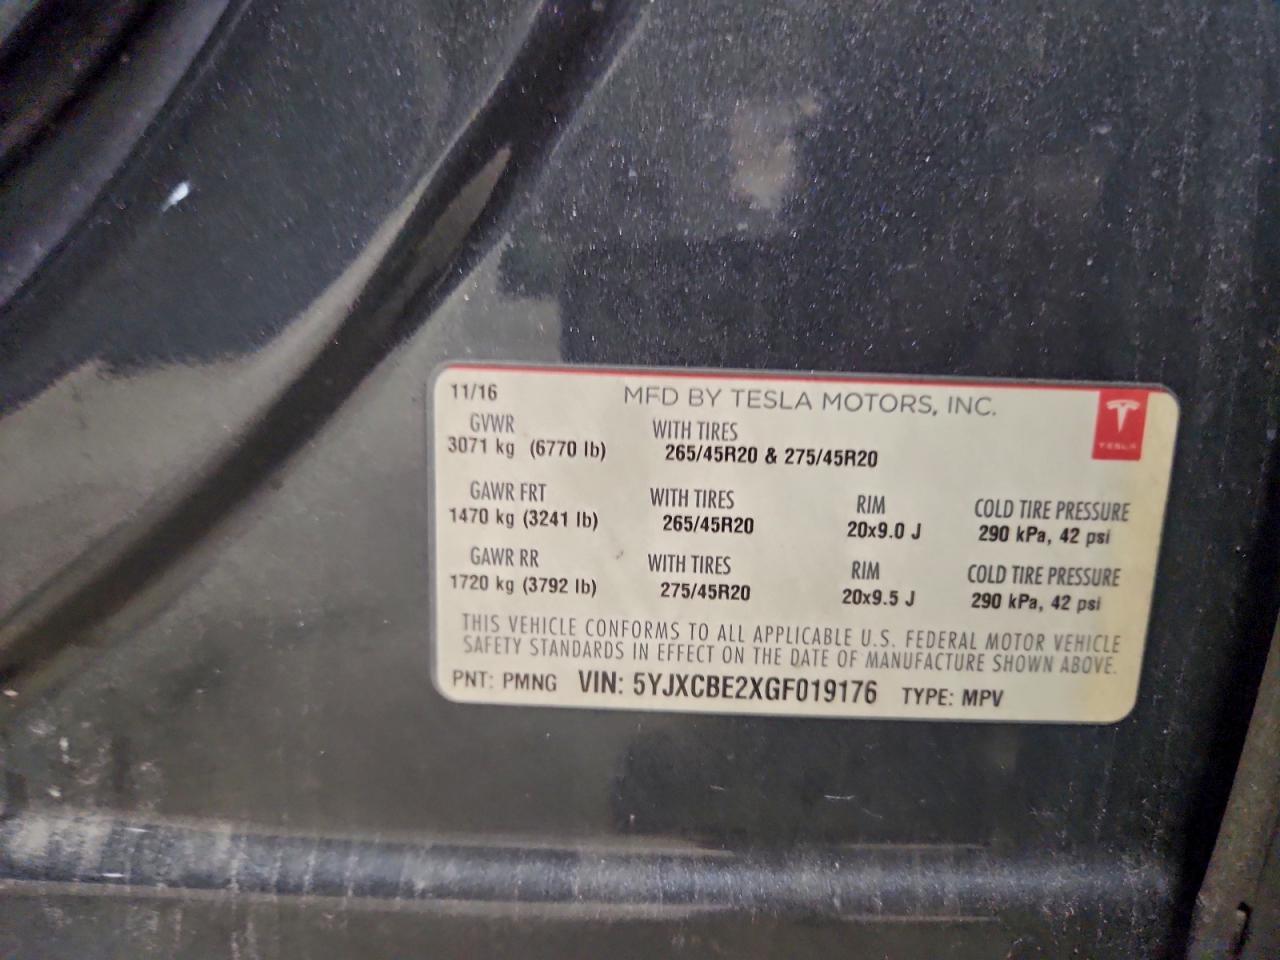 11/16 MFD BY TESLA MOTORS, INC.
TESLA
GVWR WITH TIRES
3071 kg (6770 lb) 265/45R20 & 275/45R20
GAWR FRT WITH TIRES RIM COLD TIRE PRESSURE
1470 kg (3241 lb) 265/45R20 20x9.0 J 290 kPa, 42 psi
GAWR RR WITH TIRES RIM COLD TIRE PRESSURE
1720 kg (3792 lb) 275/45R20 20x9.5 J 290 kPa, 42 psi
THIS VEHICLE CONFORMS TO ALL APPLICABLE U.S. FEDERAL MOTOR VEHICLE
SAFETY STANDARDS IN EFFECT ON THE DATE OF MANUFACTURE SHOWN ABOVE.
PNT: PMNG VIN: 5YJXCBE2XGF019176 TYPE: MPV